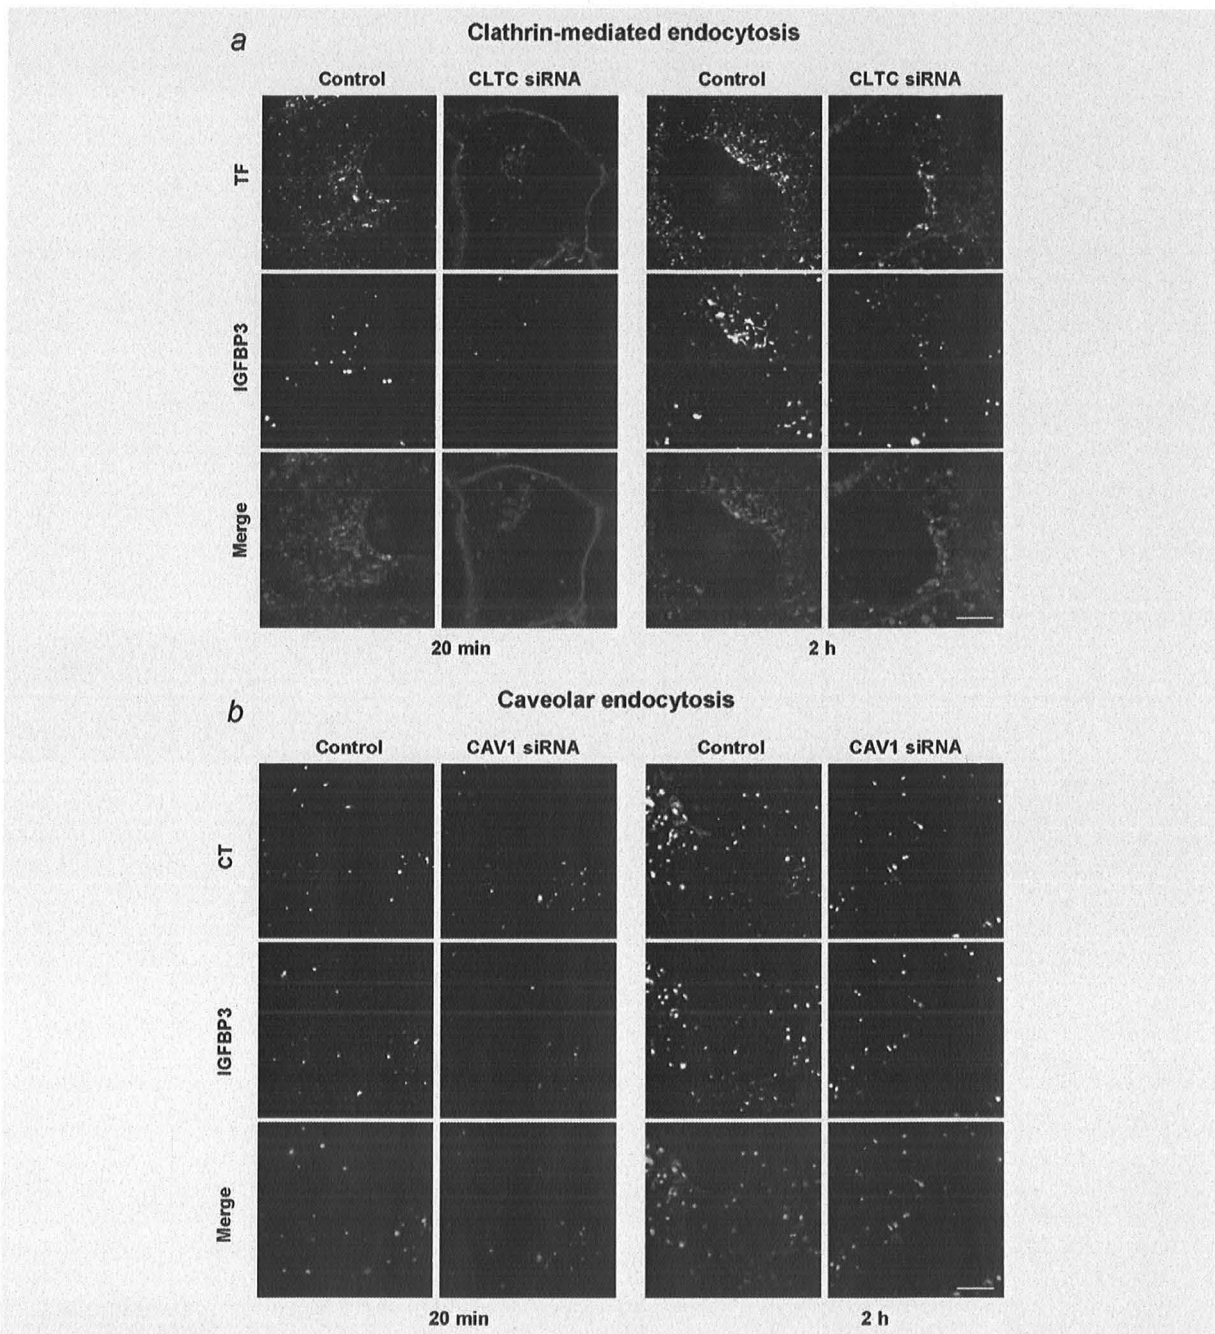 a
Clathrin-mediated endocytosis
Control CLTC siRNA Control CLTC siRNA
TF
IGFBP3
Merge
20 min 2 h
b
Caveolar endocytosis
Control CAV1 siRNA Control CAV1 siRNA
CT
IGFBP3
Merge
20 min 2 h